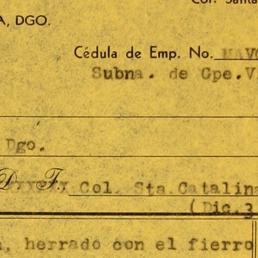 Col. Santa
A, DGO.
Cédula de Emp. No. MAYO
Subna. de Gpe.V
Dgo.
D. F. Col. Sta.Catalina
(Dic.3
, herrado con el fierro